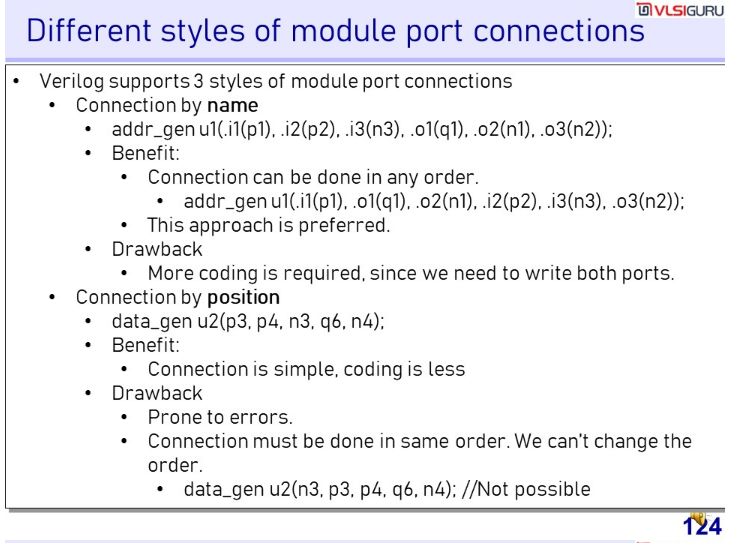 VLSIGURU
Different styles of module port connections
• Verilog supports 3 styles of module port connections
• Connection by name
• addr_gen u1(.i1(p1), .i2(p2), .i3(n3), .o1(q1), .o2(n1), .o3(n2));
• Benefit:
• Connection can be done in any order.
• addr_gen u1(.i1(p1), .o1(q1), .o2(n1), .i2(p2), .i3(n3), .o3(n2));
• This approach is preferred.
• Drawback
• More coding is required, since we need to write both ports.
• Connection by position
• data_gen u2(p3, p4, n3, q6, n4);
• Benefit:
• Connection is simple, coding is less
• Drawback
• Prone to errors.
• Connection must be done in same order. We can't change the
order.
• data_gen u2(n3, p3, p4, q6, n4); //Not possible
124